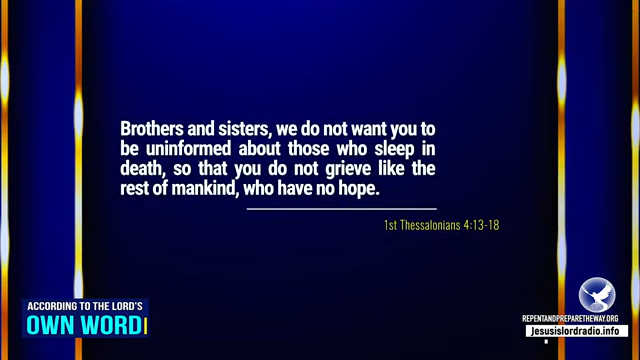 Brothers and sisters, we do not want you to
be uninformed about those who sleep in
death, so that you do not grieve like the
rest of mankind, who have no hope.
1st Thessalonians 4:13-18
ACCORDING TO THE LORD'S
OWN WORD
REPENTANDPREPARETHEWAY.ORG
Jesusislordradio.info